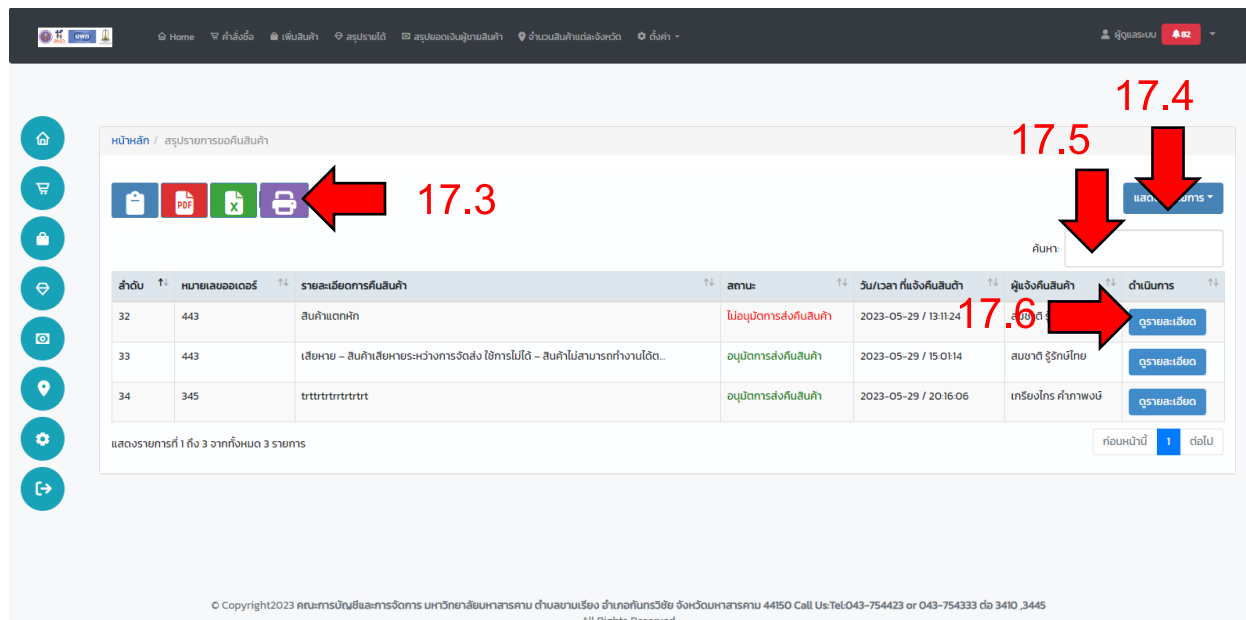 อพท Home คำสั่งซื้อ เพิ่มสินค้า สรุปรายได้ สรุปยอดเงินผู้ขายสินค้า จำนวนสินค้าแต่ละจังหวัด ตั้งค่า ผู้ดูแลระบบ 82
17.4
17.5
หน้าหลัก / สรุปรายการขอคืนสินค้า
PDF X 17.3
ค้นหา:
ลำดับ หมายเลขออเดอร์ รายละเอียดการคืนสินค้า สถานะ วัน/เวลา ที่แจ้งคืนสินค้า ผู้แจ้งคืนสินค้า ดำเนินการ
17.6
32 443 สินค้าแตกหัก ไม่อนุมัติการส่งคืนสินค้า 2023-05-29 / 13:11:24 ดูรายละเอียด
33 443 เสียหาย – สินค้าเสียหายระหว่างการจัดส่ง ใช้การไม่ได้ – สินค้าไม่สามารถทำงานได้ต... อนุมัติการส่งคืนสินค้า 2023-05-29 / 15:01:14 สมชาติ รู้รักษ์ไทย ดูรายละเอียด
34 345 trttrtrtrrtrtrtrt อนุมัติการส่งคืนสินค้า 2023-05-29 / 20:16:06 เกรียงไกร คำภาพงษ์ ดูรายละเอียด
แสดงรายการที่ 1 ถึง 3 จากทั้งหมด 3 รายการ ก่อนหน้านี้ 1 ต่อไป
© Copyright2023 คณะการบัญชีและการจัดการ มหาวิทยาลัยมหาสารคาม ตำบลขามเรียง อำเภอกันทรวิชัย จังหวัดมหาสารคาม 44150 Call Us:Tel:043-754423 or 043-754333 ต่อ 3410 ,3445
All Rights Reserved